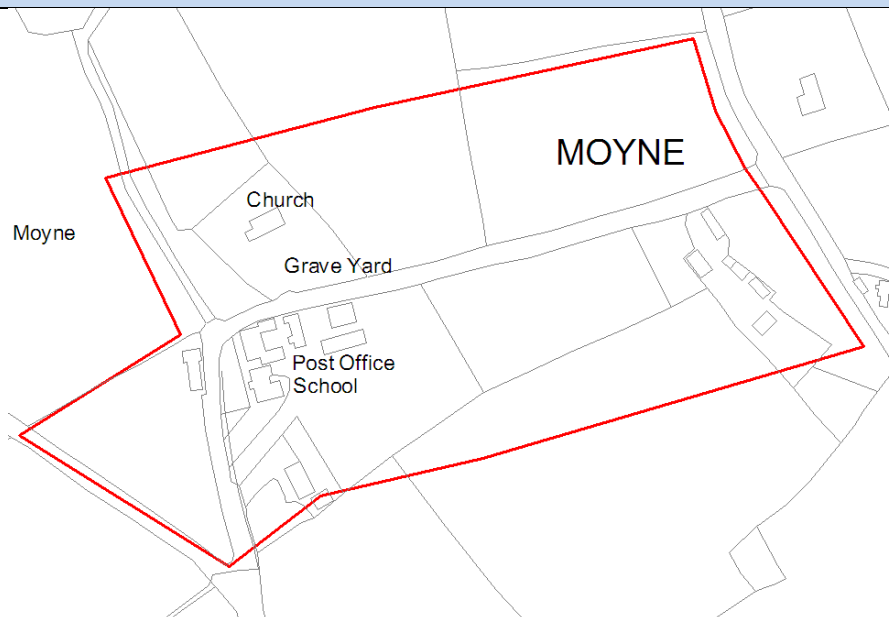 MOYNE
Church
Moyne
Grave Yard
Post Office
School